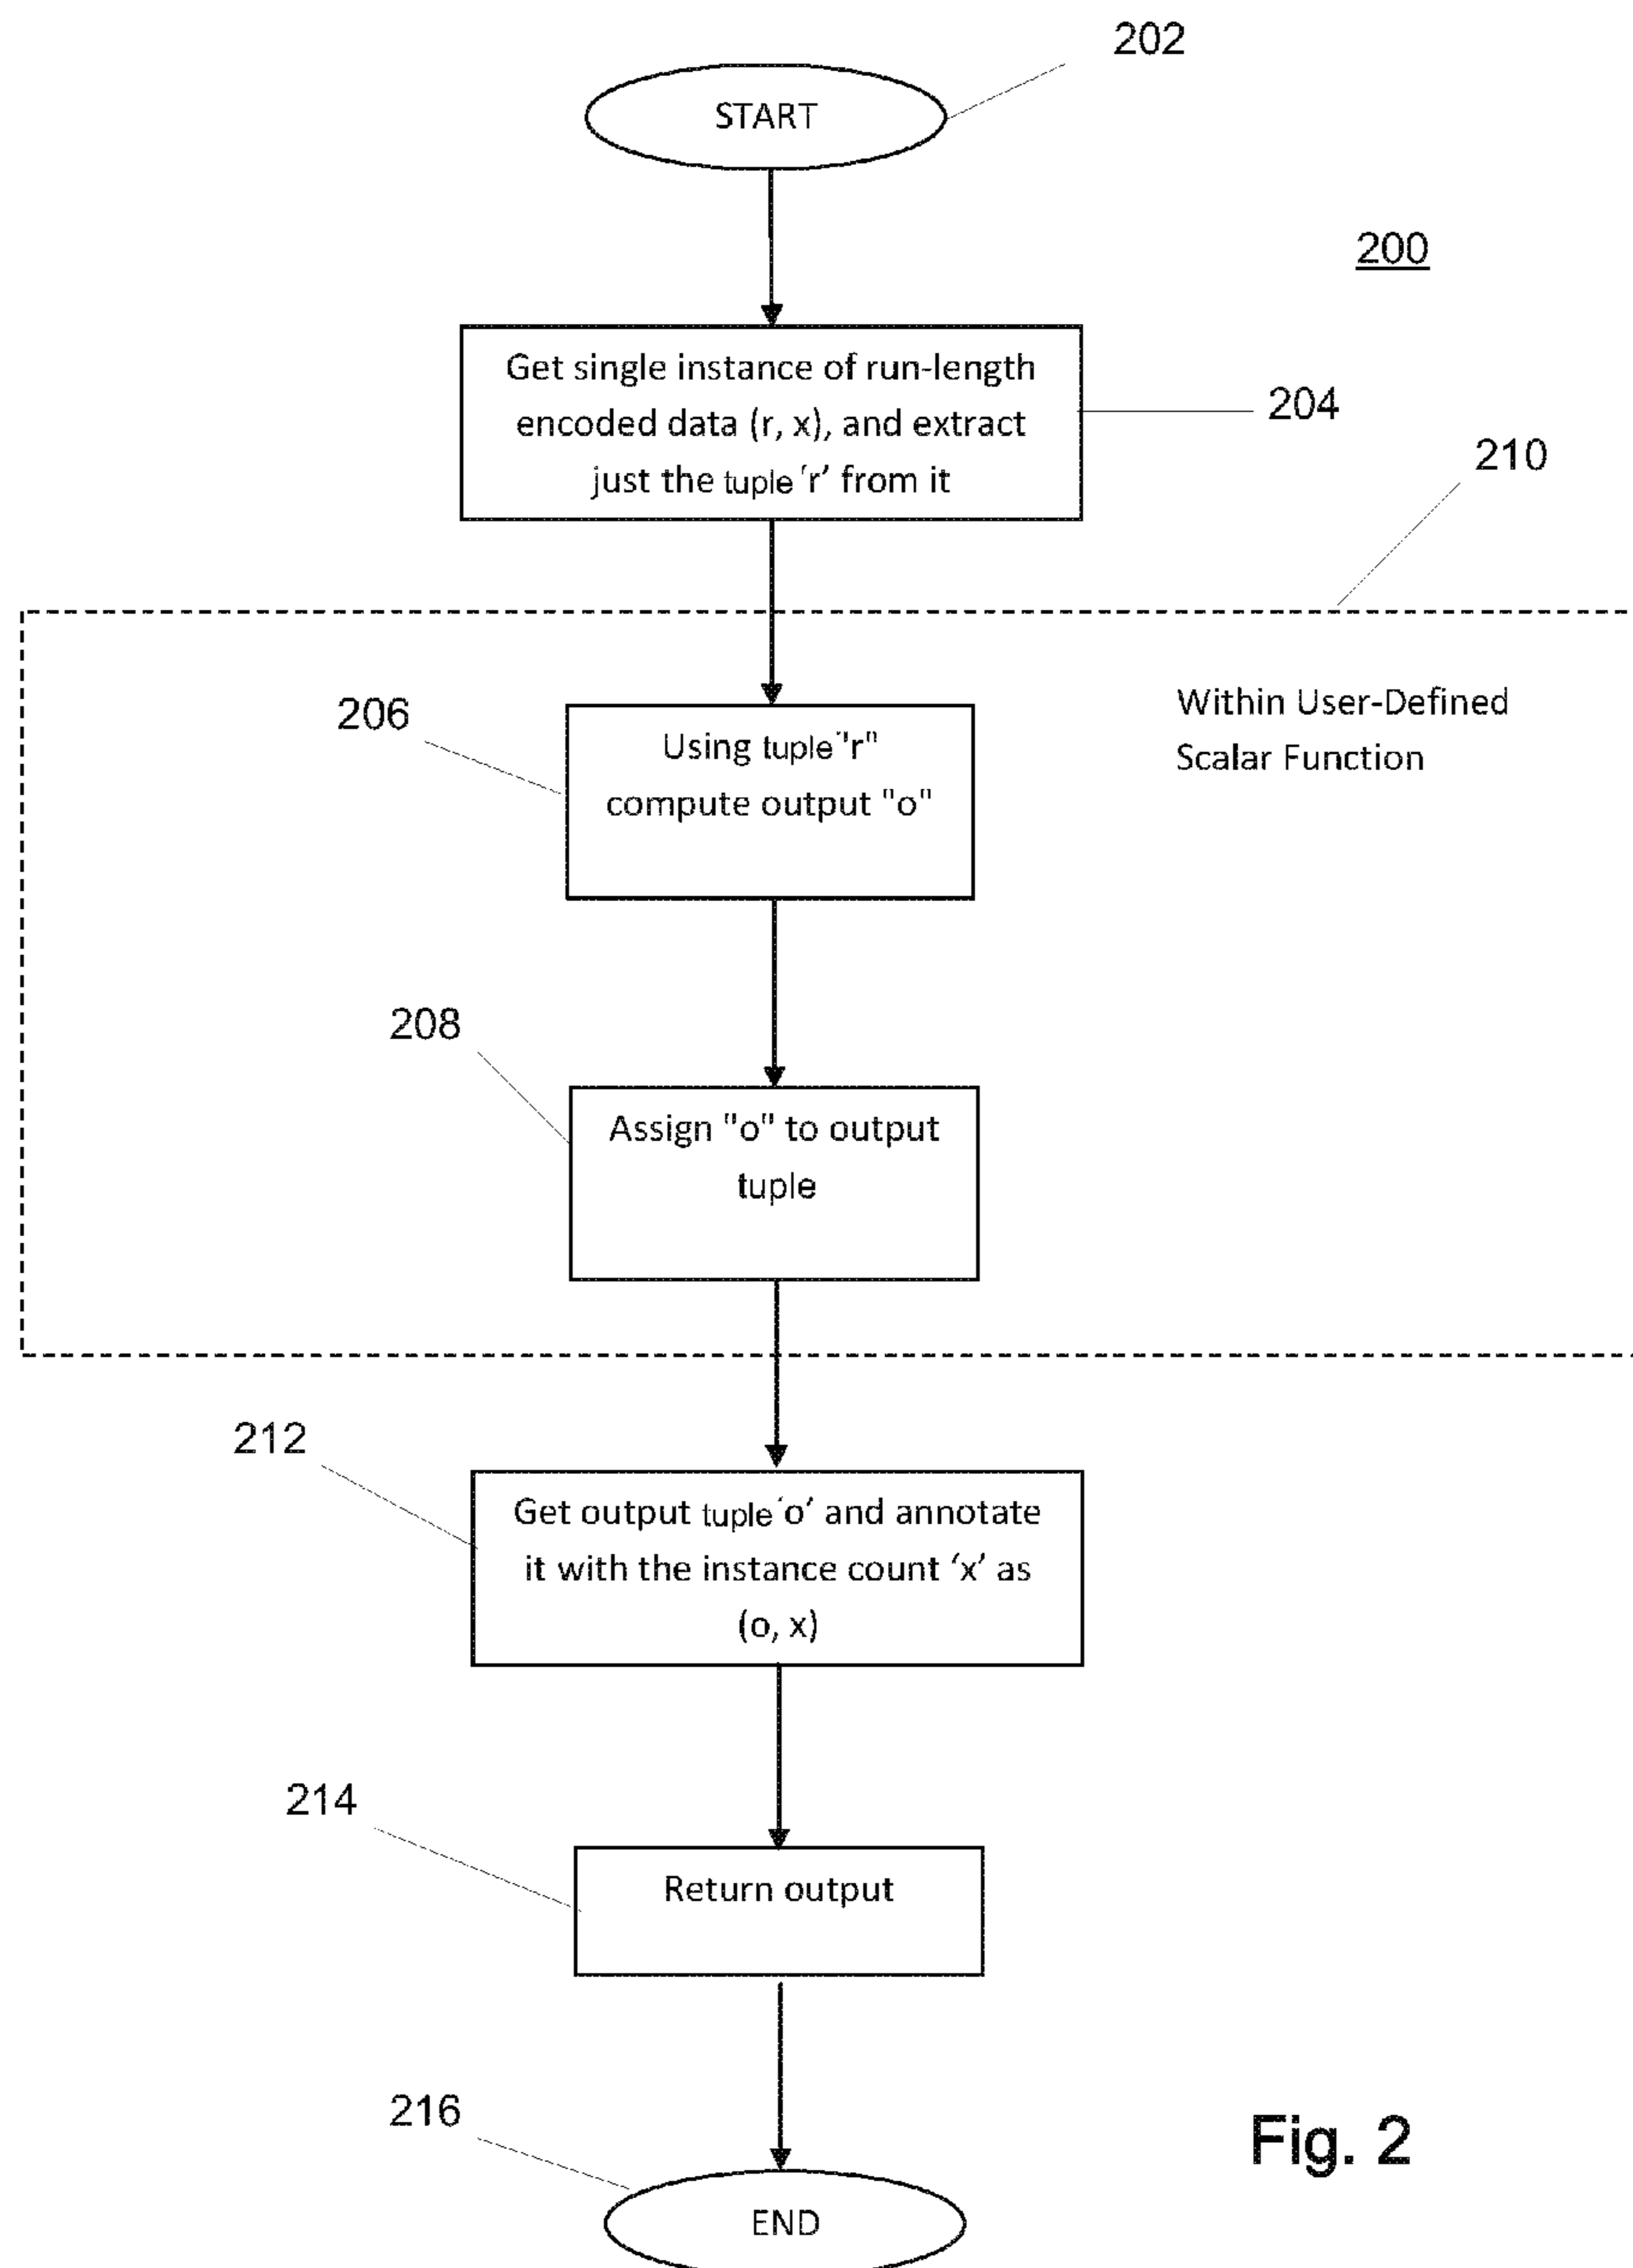 202
START
200
Get single instance of run-length
encoded data (r, x), and extract
just the tuple 'r' from it
204
210
Within User-Defined
Scalar Function
206
Using tuple "r"
compute output "o"
208
Assign "o" to output
tuple
212
Get output tuple 'o' and annotate
it with the instance count 'x' as
(o, x)
214
Return output
216
END
Fig. 2